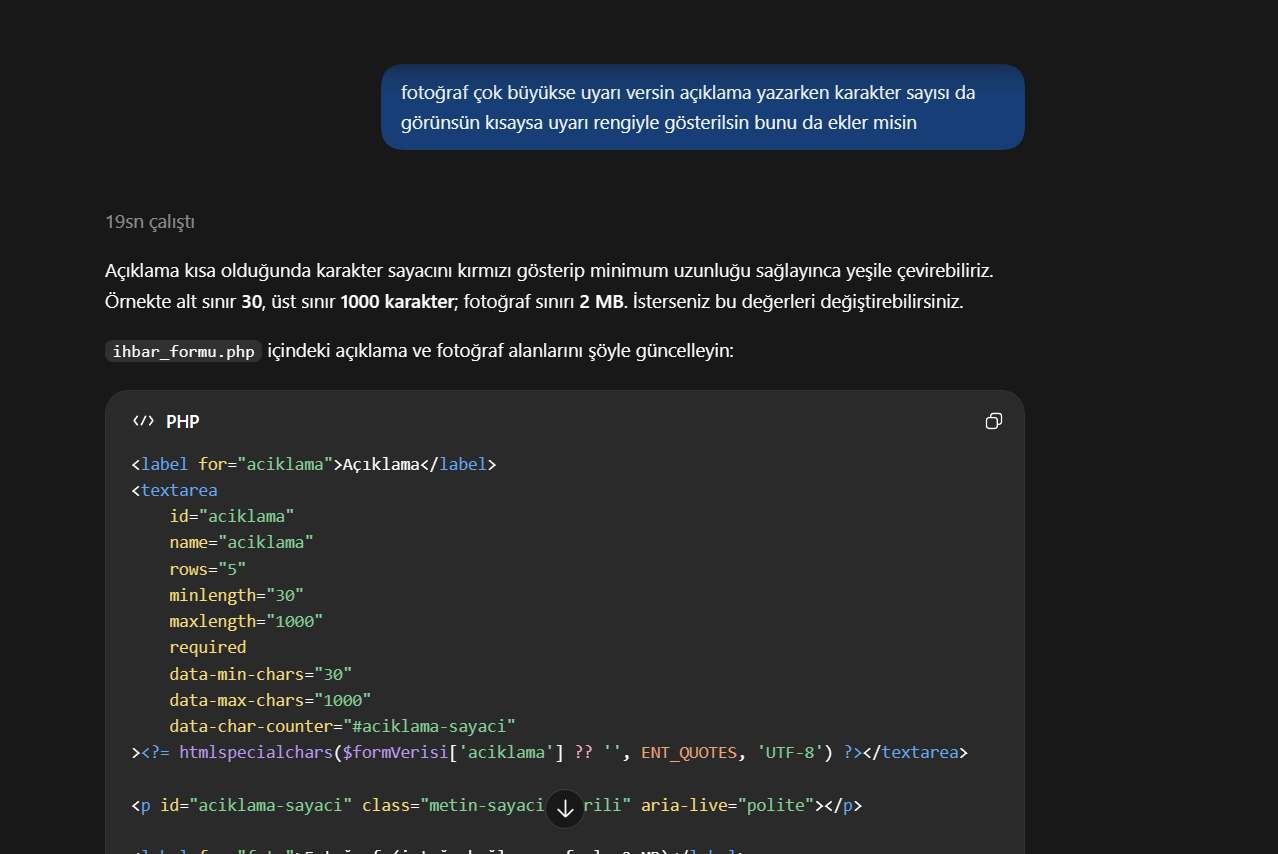 fotoğraf çok büyükse uyarı versin açıklama yazarken karakter sayısı da
görünsün kısaysa uyarı rengiyle gösterilsin bunu da ekler misin
19sn çalıştı
Açıklama kısa olduğunda karakter sayacını kırmızı gösterip minimum uzunluğu sağlayınca yeşile çevirebiliriz.
Örnekte alt sınır 30, üst sınır 1000 karakter; fotoğraf sınırı 2 MB. İsterseniz bu değerleri değiştirebilirsiniz.
ihbar_formu.php içindeki açıklama ve fotoğraf alanlarını şöyle güncelleyin:
</> PHP
<label for="aciklama">Açıklama</label>
<textarea
    id="aciklama"
    name="aciklama"
    rows="5"
    minlength="30"
    maxlength="1000"
    required
    data-min-chars="30"
    data-max-chars="1000"
    data-char-counter="#aciklama-sayaci"
><?= htmlspecialchars($formVerisi['aciklama'] ?? '', ENT_QUOTES, 'UTF-8') ?></textarea>
<p id="aciklama-sayaci" class="metin-sayaci rili" aria-live="polite"></p>